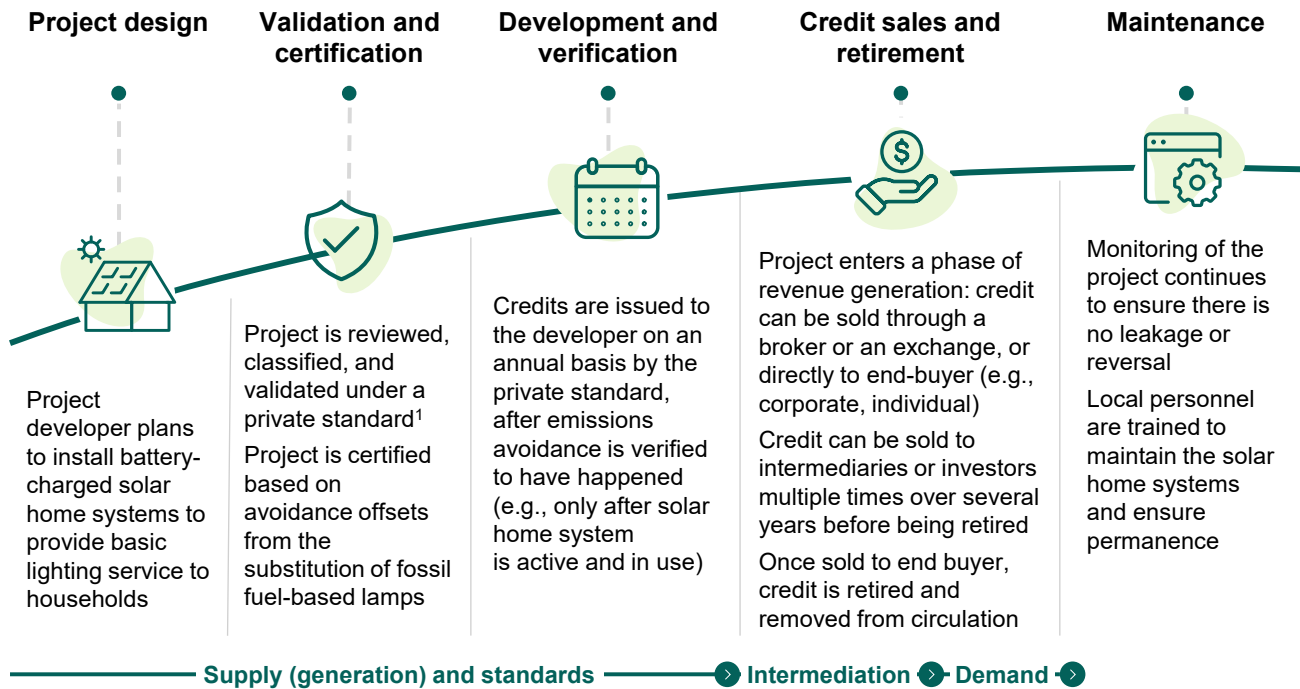 Project design
Validation and
certification
Development and
verification
Credit sales and
retirement
Maintenance
Project
developer plans
to install battery-
charged solar
home systems to
provide basic
lighting service to
households
Project is reviewed,
classified, and
validated under a
private standard¹
Project is certified
based on
avoidance offsets
from the
substitution of fossil
fuel-based lamps
Credits are issued to
the developer on an
annual basis by the
private standard,
after emissions
avoidance is verified
to have happened
(e.g., only after solar
home system
is active and in use)
Project enters a phase of
revenue generation: credit
can be sold through a
broker or an exchange, or
directly to end-buyer (e.g.,
corporate, individual)
Credit can be sold to
intermediaries or investors
multiple times over several
years before being retired
Once sold to end buyer,
credit is retired and
removed from circulation
Monitoring of the
project continues
to ensure there is
no leakage or
reversal
Local personnel
are trained to
maintain the solar
home systems
and ensure
permanence
Supply (generation) and standards
Intermediation
Demand